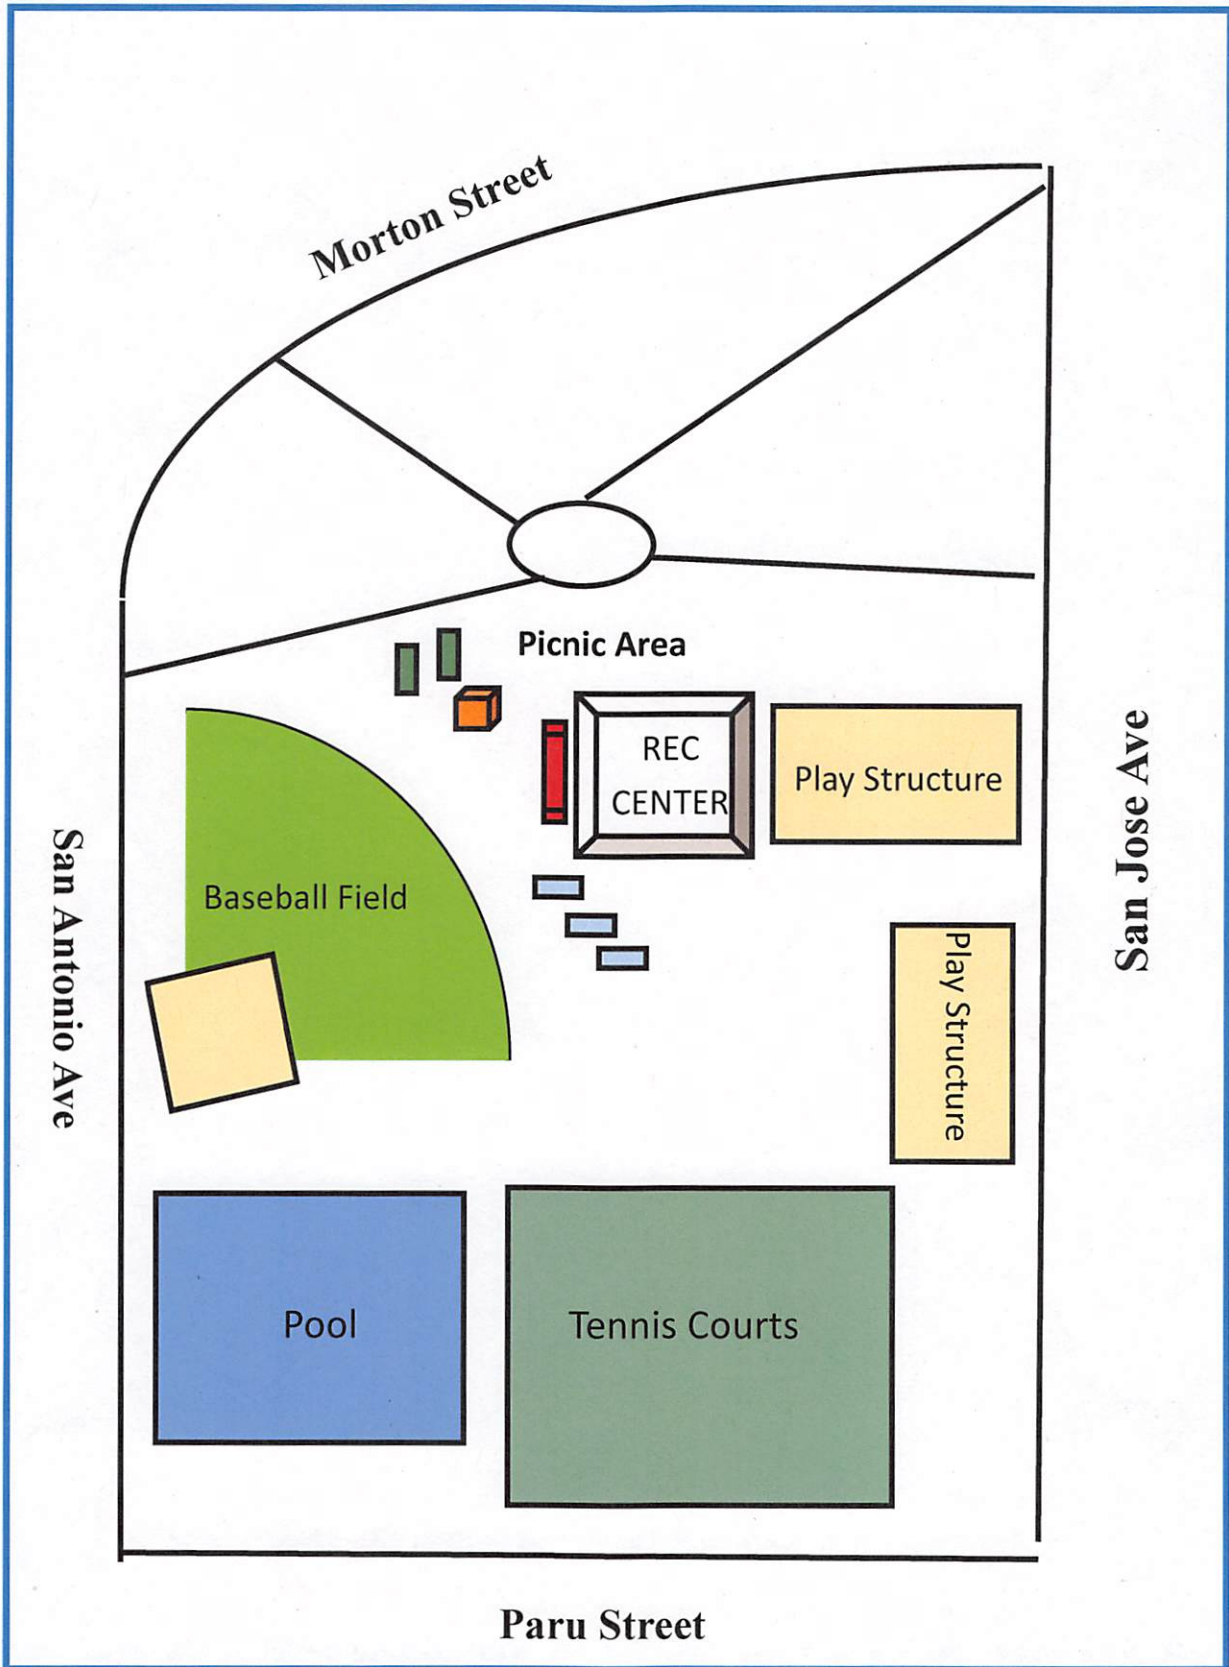 Morton Street
Picnic Area
REC
CENTER
Play Structure
San Jose Ave
Baseball Field
San Antonio Ave
Play Structure
Pool
Tennis Courts
Paru Street